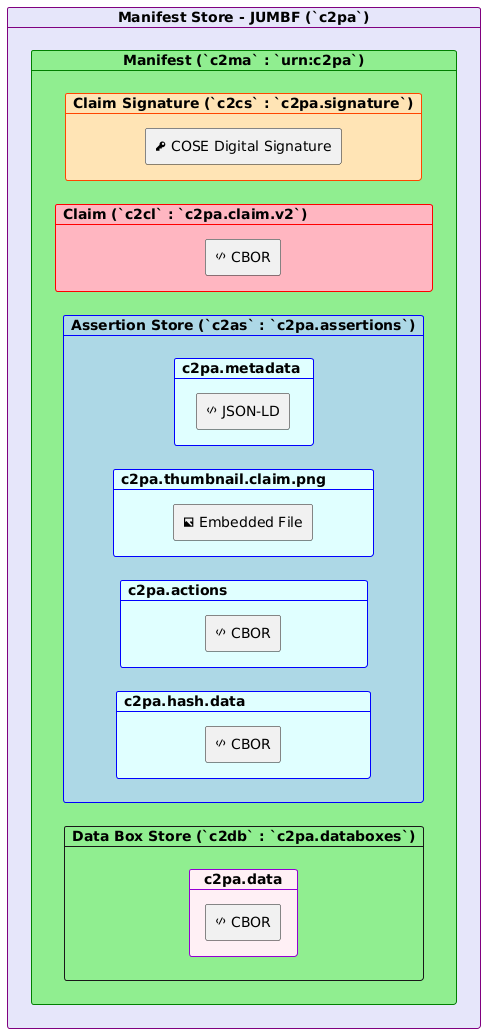 Manifest Store - JUMBF (`c2pa`)
Manifest (`c2ma` : `urn:c2pa`)
Claim Signature (`c2cs` : `c2pa.signature`)
COSE Digital Signature
Claim (`c2cl` : `c2pa.claim.v2`)
CBOR
Assertion Store (`c2as` : `c2pa.assertions`)
c2pa.metadata
JSON-LD
c2pa.thumbnail.claim.png
Embedded File
c2pa.actions
CBOR
c2pa.hash.data
CBOR
Data Box Store (`c2db` : `c2pa.databoxes`)
c2pa.data
CBOR